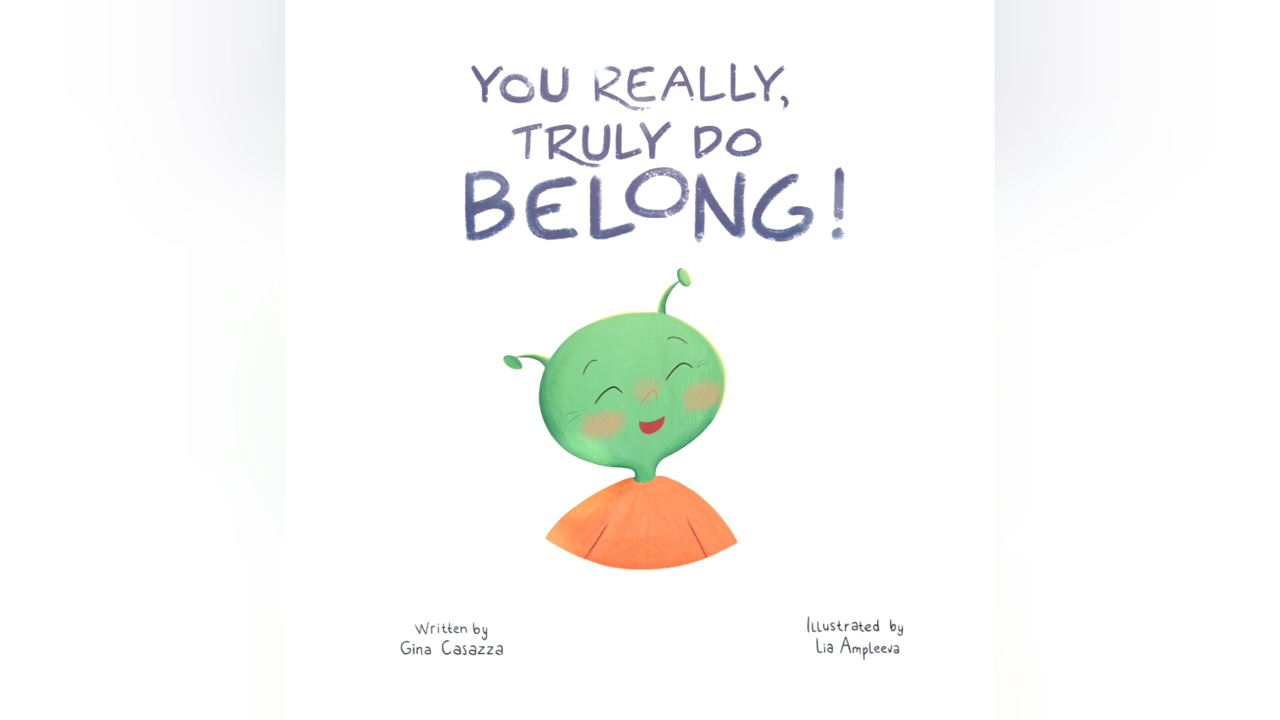 YOU REALLY,
TRULY DO
BELONG!
Written by
Gina Casazza
Illustrated by
Lia Ampleeva